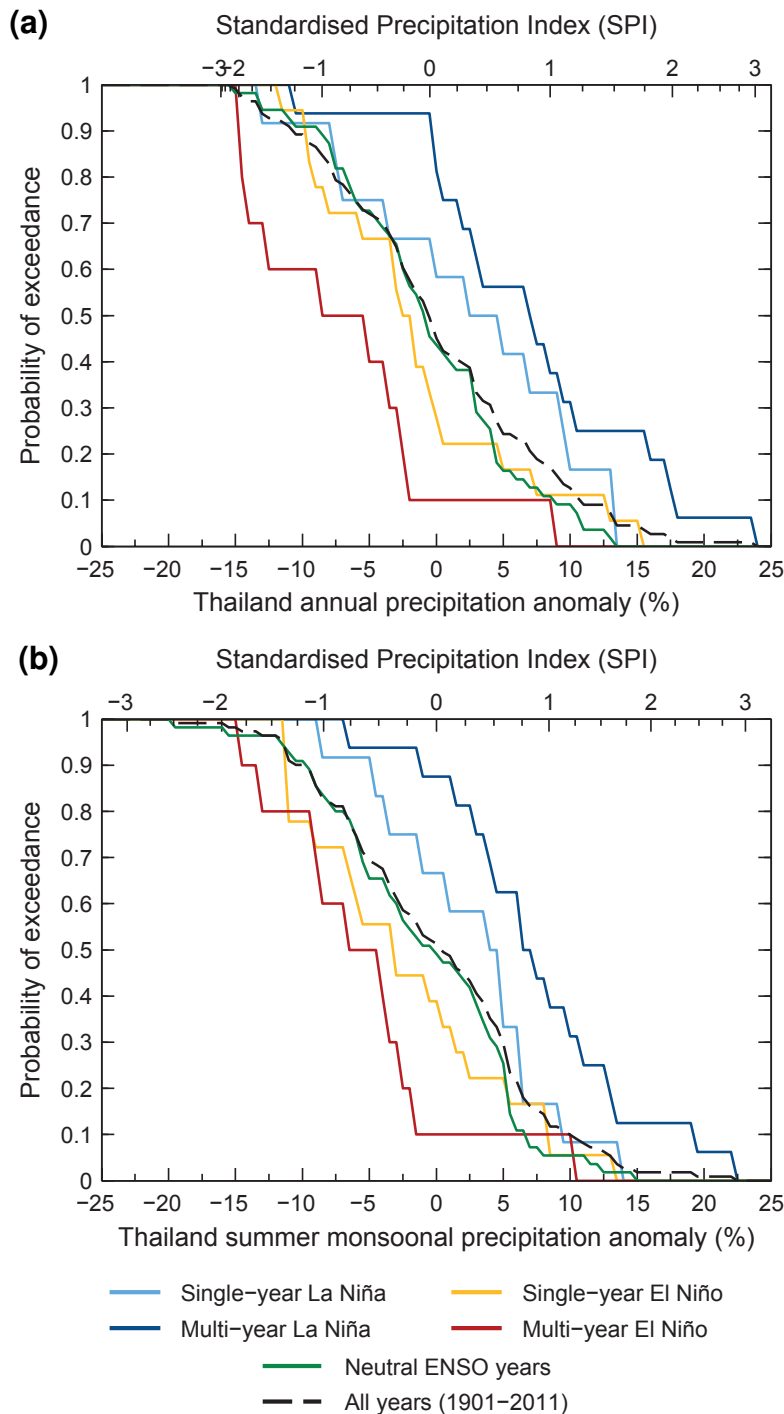 (a)
Standardised Precipitation Index (SPI)
−3 −2 −1 0 1 2 3
1
0.9
0.8
0.7
0.6
0.5
0.4
0.3
0.2
0.1
0
Probability of exceedance
−25 −20 −15 −10 −5 0 5 10 15 20 25
Thailand annual precipitation anomaly (%)
(b)
Standardised Precipitation Index (SPI)
−3 −2 −1 0 1 2 3
1
0.9
0.8
0.7
0.6
0.5
0.4
0.3
0.2
0.1
0
Probability of exceedance
−25 −20 −15 −10 −5 0 5 10 15 20 25
Thailand summer monsoonal precipitation anomaly (%)
Single−year La Niña
Single−year El Niño
Multi−year La Niña
Multi−year El Niño
Neutral ENSO years
All years (1901−2011)